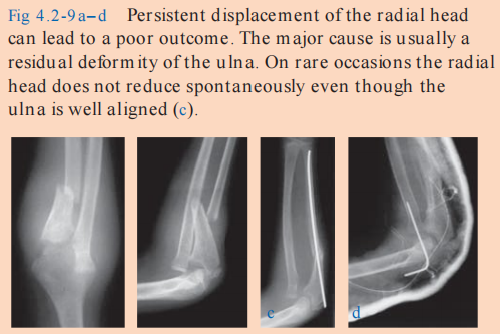 Fig 4.2-9a–d Persistent displacement of the radial head
can lead to a poor outcome. The major cause is usually a
residual deformity of the ulna. On rare occasions the radial
head does not reduce spontaneously even though the
ulna is well aligned (c).
c
d